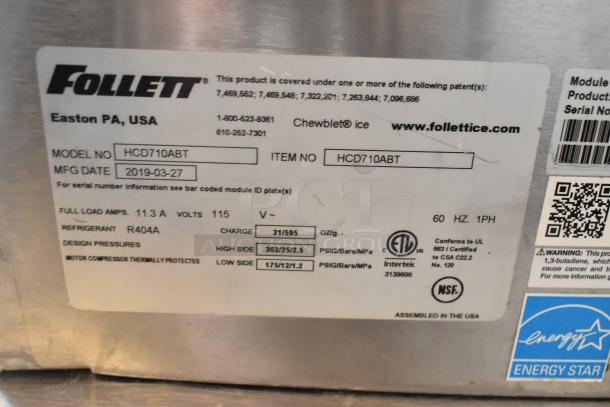 FOLLETT®
This product is covered under one or more of the following patent(s):
7,469,552; 7,469,548; 7,322,201; 7,263,844; 7,096,686
Easton PA, USA
1-800-523-9361
610-252-7301
Chewblet® ice
www.follettice.com
MODEL NO HCD710ABT
ITEM NO HCD710ABT
MFG DATE 2019-03-27
For serial number information see bar coded module ID plate(s)
FULL LOAD AMPS. 11.3 A VOLTS 115 V~ 60 HZ. 1PH
REFRIGERANT R404A CHARGE 21/595 OZ/g.
DESIGN PRESSURES HIGH SIDE 362/25/2.5 PSIG/Bars/MPa
MOTOR COMPRESSOR THERMALLY PROTECTED LOW SIDE 175/12/1.2 PSIG/Bars/MPa
C ETL US
Intertek
3139688
Conforms to UL
563 / Certified
to CSA C22.2
No. 120
NSF
ASSEMBLED IN THE USA
Module
Product
Serial No
WARNING: This pro
1,3-butadiene, which
cause cancer and b
For more information g
energy
ENERGY STAR
PCI
AUCTION GROUP